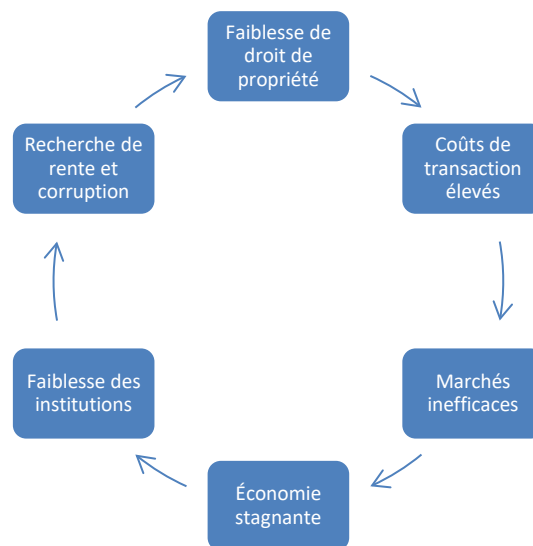 Faiblesse de
droit de
propriété
Coûts de
transaction
élevés
Marchés
inefficaces
Économie
stagnante
Faiblesse des
institutions
Recherche de
rente et
corruption